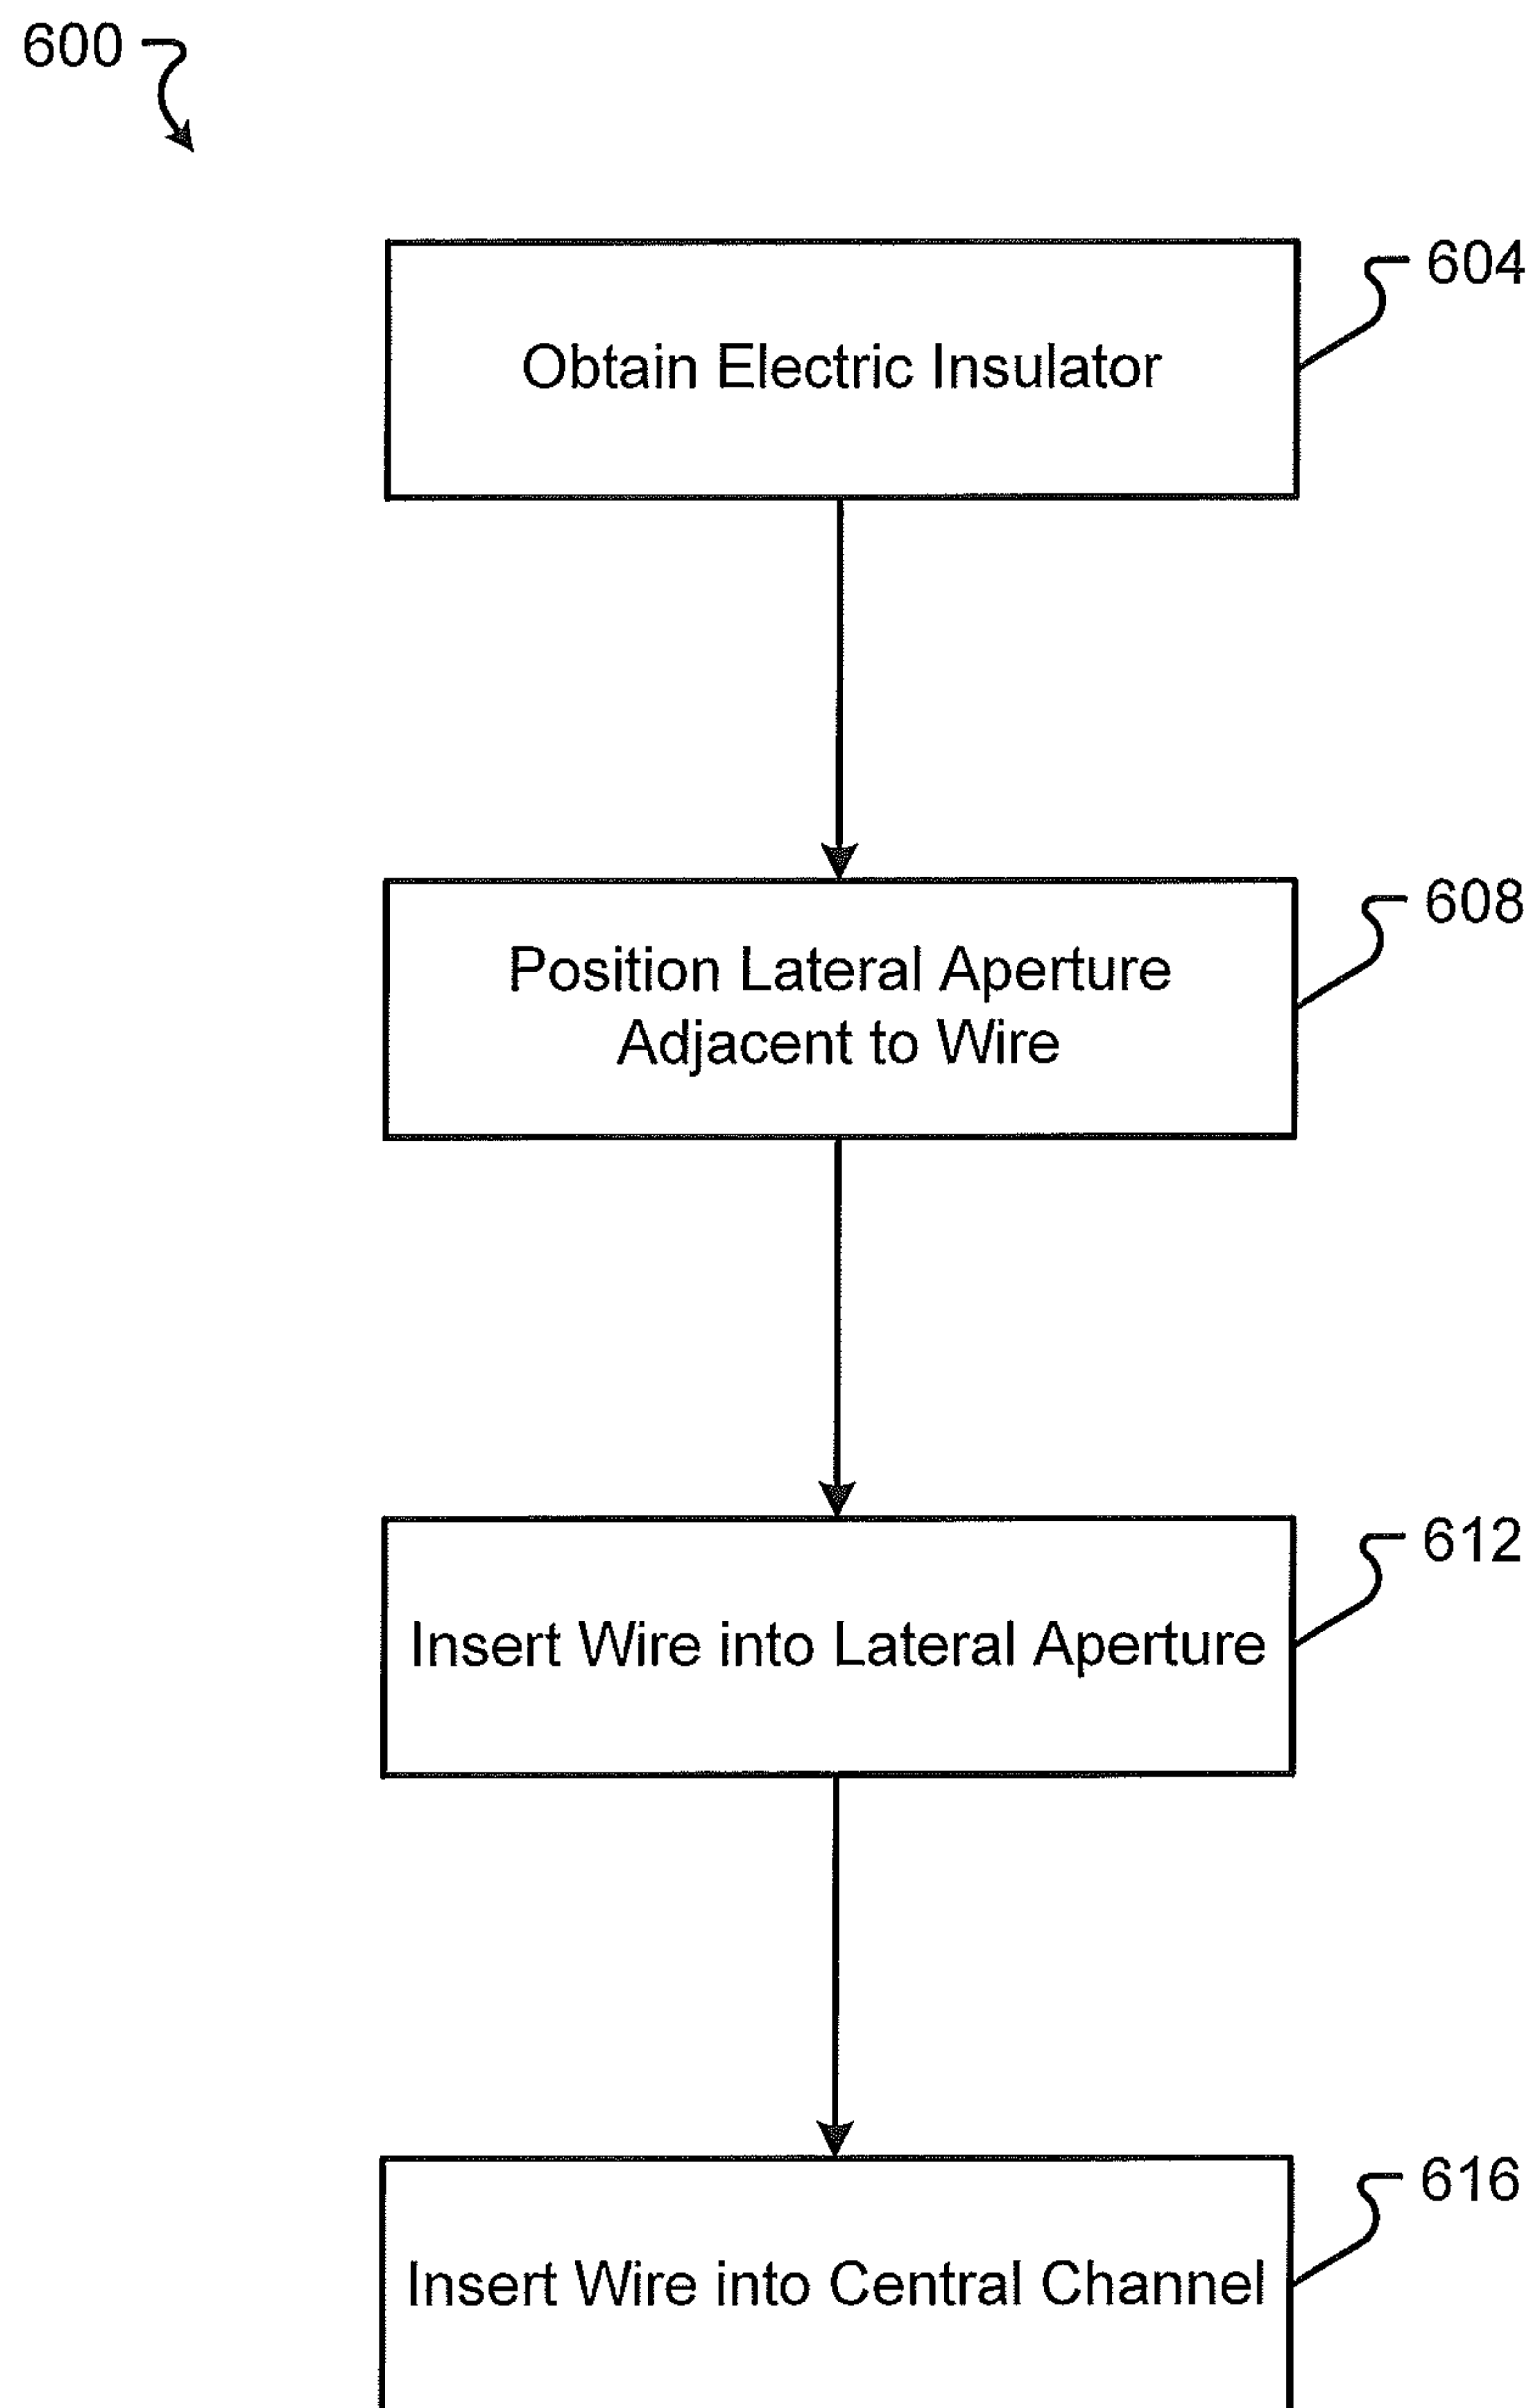 600
604
Obtain Electric Insulator
608
Position Lateral Aperture
Adjacent to Wire
612
Insert Wire into Lateral Aperture
616
Insert Wire into Central Channel